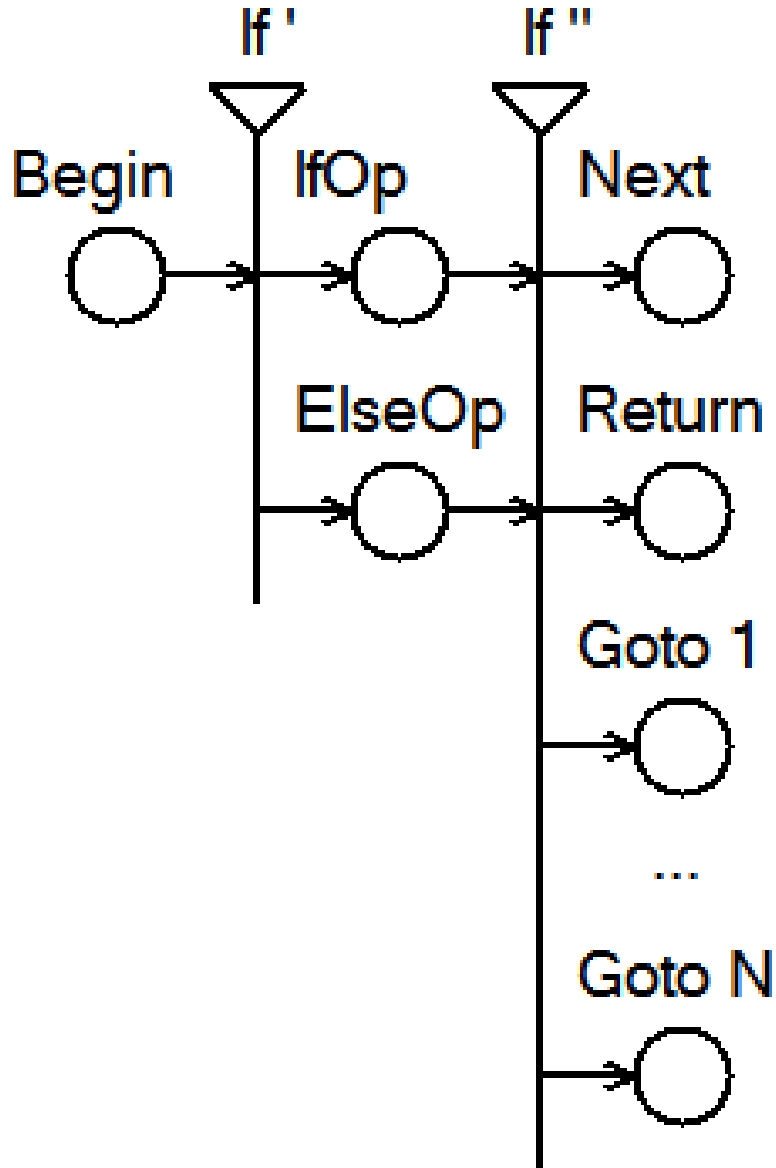 If ' If "
Begin IfOp Next
ElseOp Return
Goto 1
...
Goto N